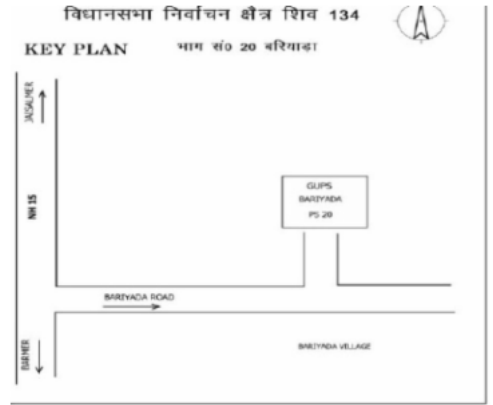 विधानसभा निर्वाचन क्षैत्र शिव 134
KEY PLAN
भाग सं० 20 बरियाड़ा
JAISALMER
NH 15
GUPS
BARIYADA
PS 20
BARIYADA ROAD
BARMER
BARIYADA VILLAGE